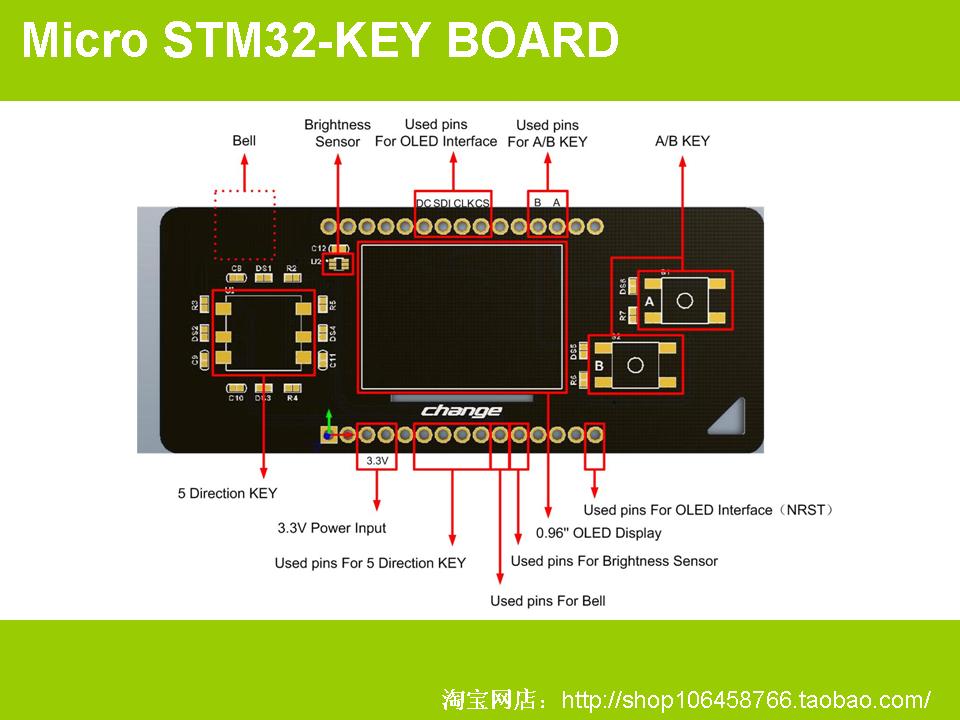 Micro STM32-KEY BOARD
Bell
Brightness
Sensor
Used pins
For OLED Interface
Used pins
For A/B KEY
A/B KEY
DC SDI CLK CS
B A
C12
U2
C8 DS1 R2
U1
R3
DS2
C9
R5
DS4
C11
C10 DS3 R4
S1
DS6
R7
A
S2
DS5
R6
B
change
3.3V
5 Direction KEY
3.3V Power Input
Used pins For 5 Direction KEY
Used pins For OLED Interface（NRST）
0.96" OLED Display
Used pins For Brightness Sensor
Used pins For Bell
淘宝网店：http://shop106458766.taobao.com/